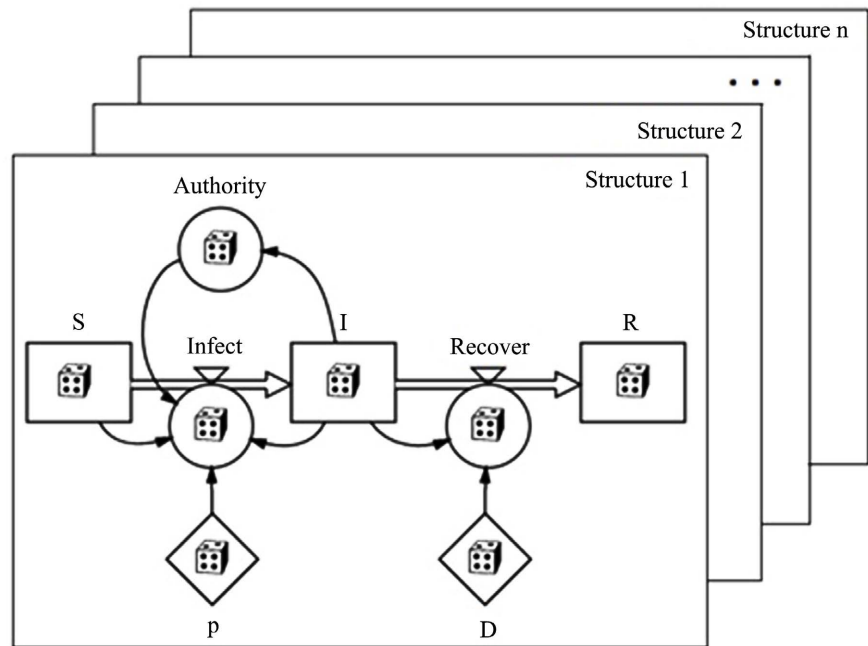 Structure n
• • •
Structure 2
Structure 1
Authority
S
Infect
I
Recover
R
p
D